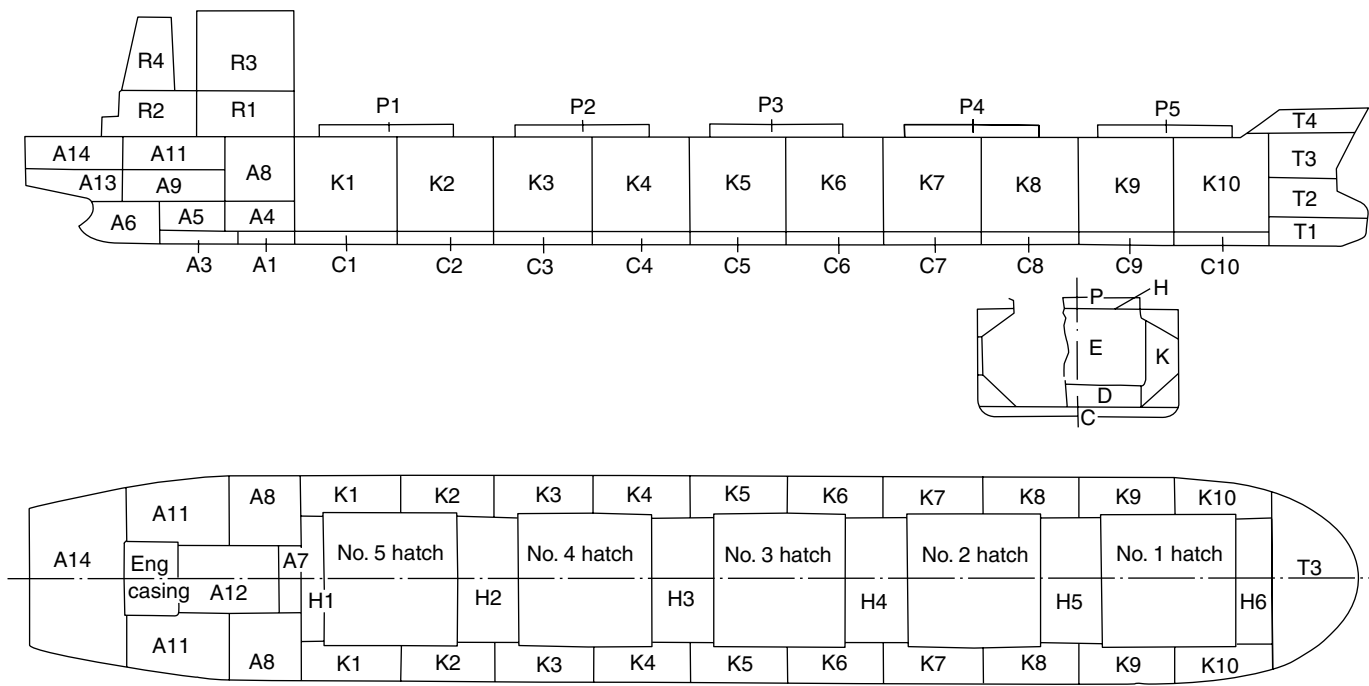 R4 R3
R2 R1
P1 P2 P3 P4 P5
T4
A14 A11 A8 T3
A13 A9 K1 K2 K3 K4 K5 K6 K7 K8 K9 K10
A6 A5 A4 T2
T1
A3 A1 C1 C2 C3 C4 C5 C6 C7 C8 C9 C10
P H
E K
D
C
A8 K1 K2 K3 K4 K5 K6 K7 K8 K9 K10
A11
A14 Eng casing A7 No. 5 hatch No. 4 hatch No. 3 hatch No. 2 hatch No. 1 hatch T3
A12 H1 H2 H3 H4 H5 H6
A11
A8 K1 K2 K3 K4 K5 K6 K7 K8 K9 K10